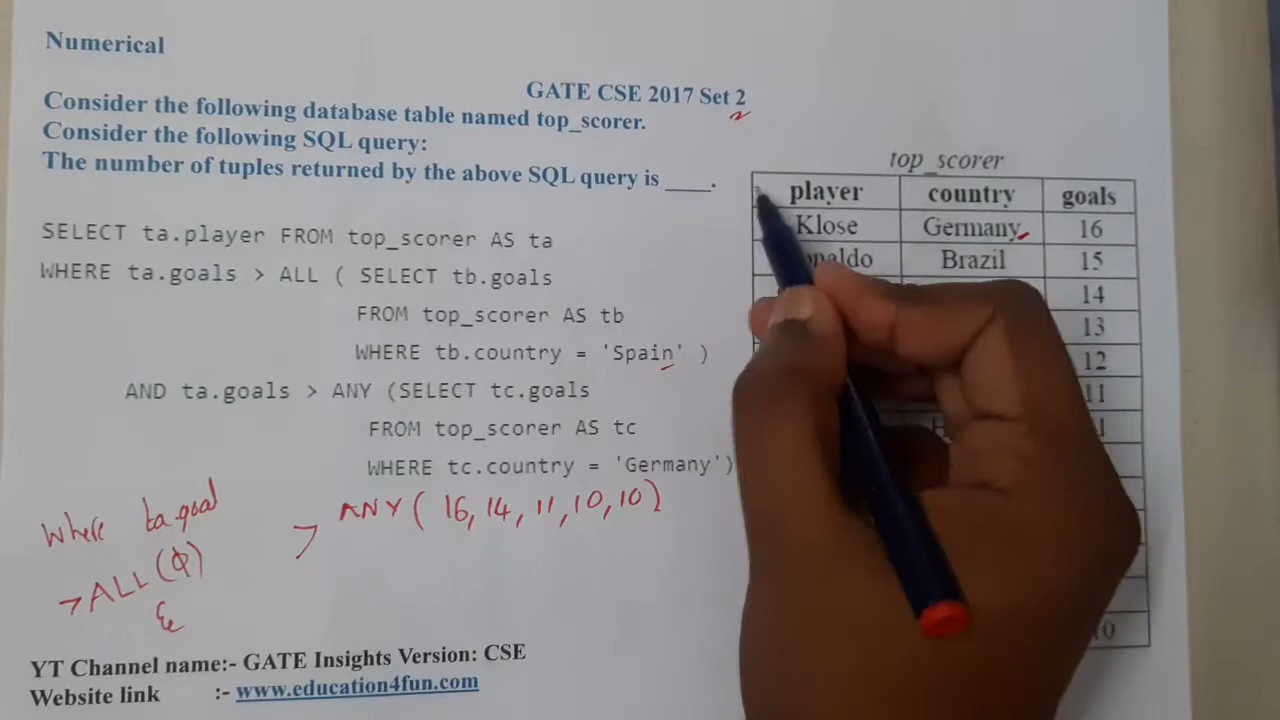 Numerical
GATE CSE 2017 Set 2
Consider the following database table named top_scorer.
Consider the following SQL query:
The number of tuples returned by the above SQL query is ____.
SELECT ta.player FROM top_scorer AS ta
WHERE ta.goals > ALL ( SELECT tb.goals
FROM top_scorer AS tb
WHERE tb.country = 'Spain' )
AND ta.goals > ANY (SELECT tc.goals
FROM top_scorer AS tc
WHERE tc.country = 'Germany')
Where ta.goal
> ALL (φ)
&
> ANY ( 16, 14, 11, 10, 10 )
YT Channel name:- GATE Insights Version: CSE
Website link :- www.education4fun.com
top_scorer
player country goals
Klose Germany 16
Brazil 15
14
13
12
11